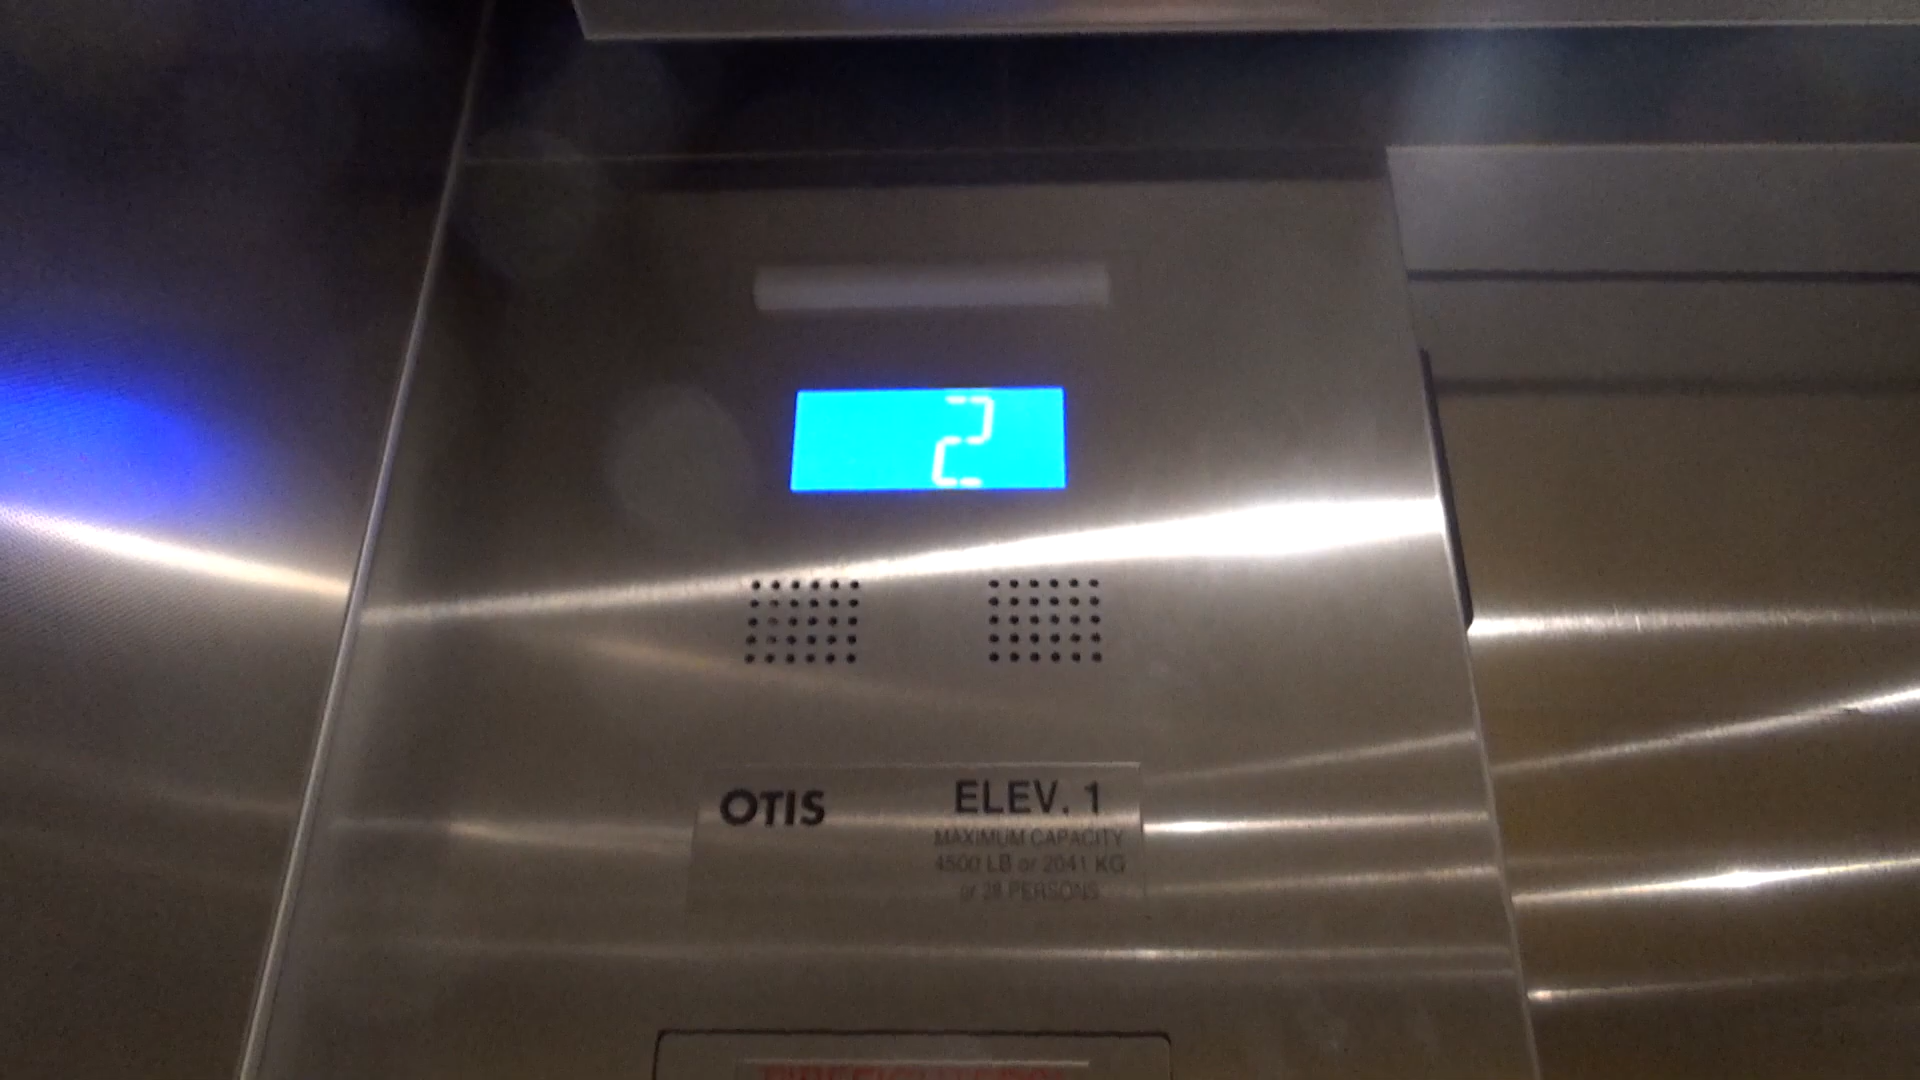 2
OTIS ELEV. 1
MAXIMUM CAPACITY
4500 LB or 2041 KG
or 28 PERSONS